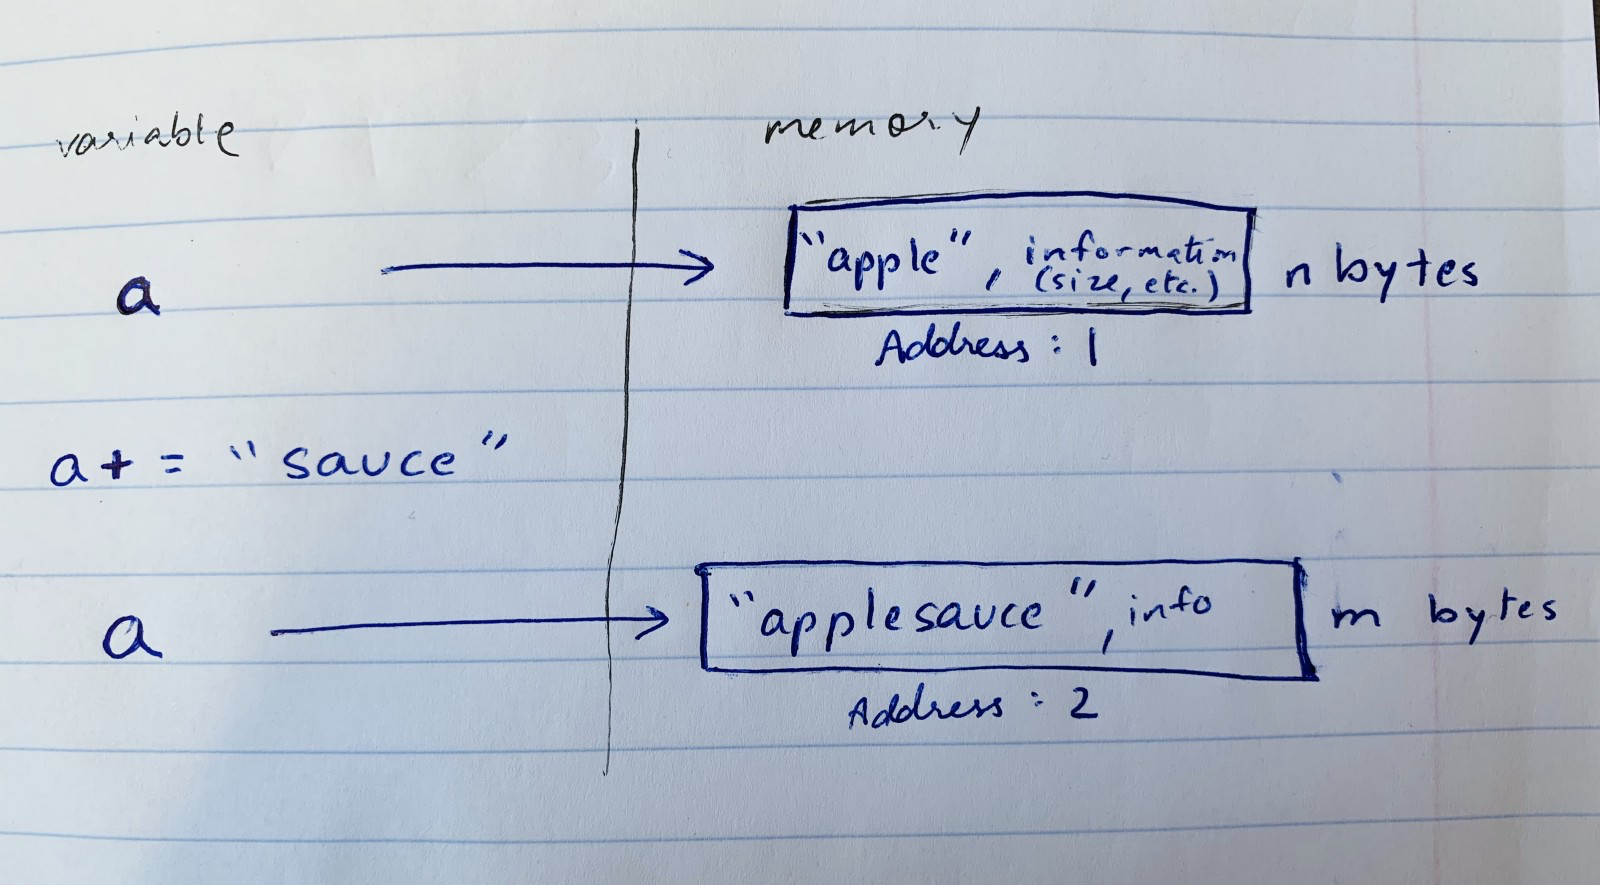 variable memory
"apple", information
(size, etc.)
a n bytes
Address : 1
a+ = "sauce"
a "applesauce", info m bytes
Address : 2